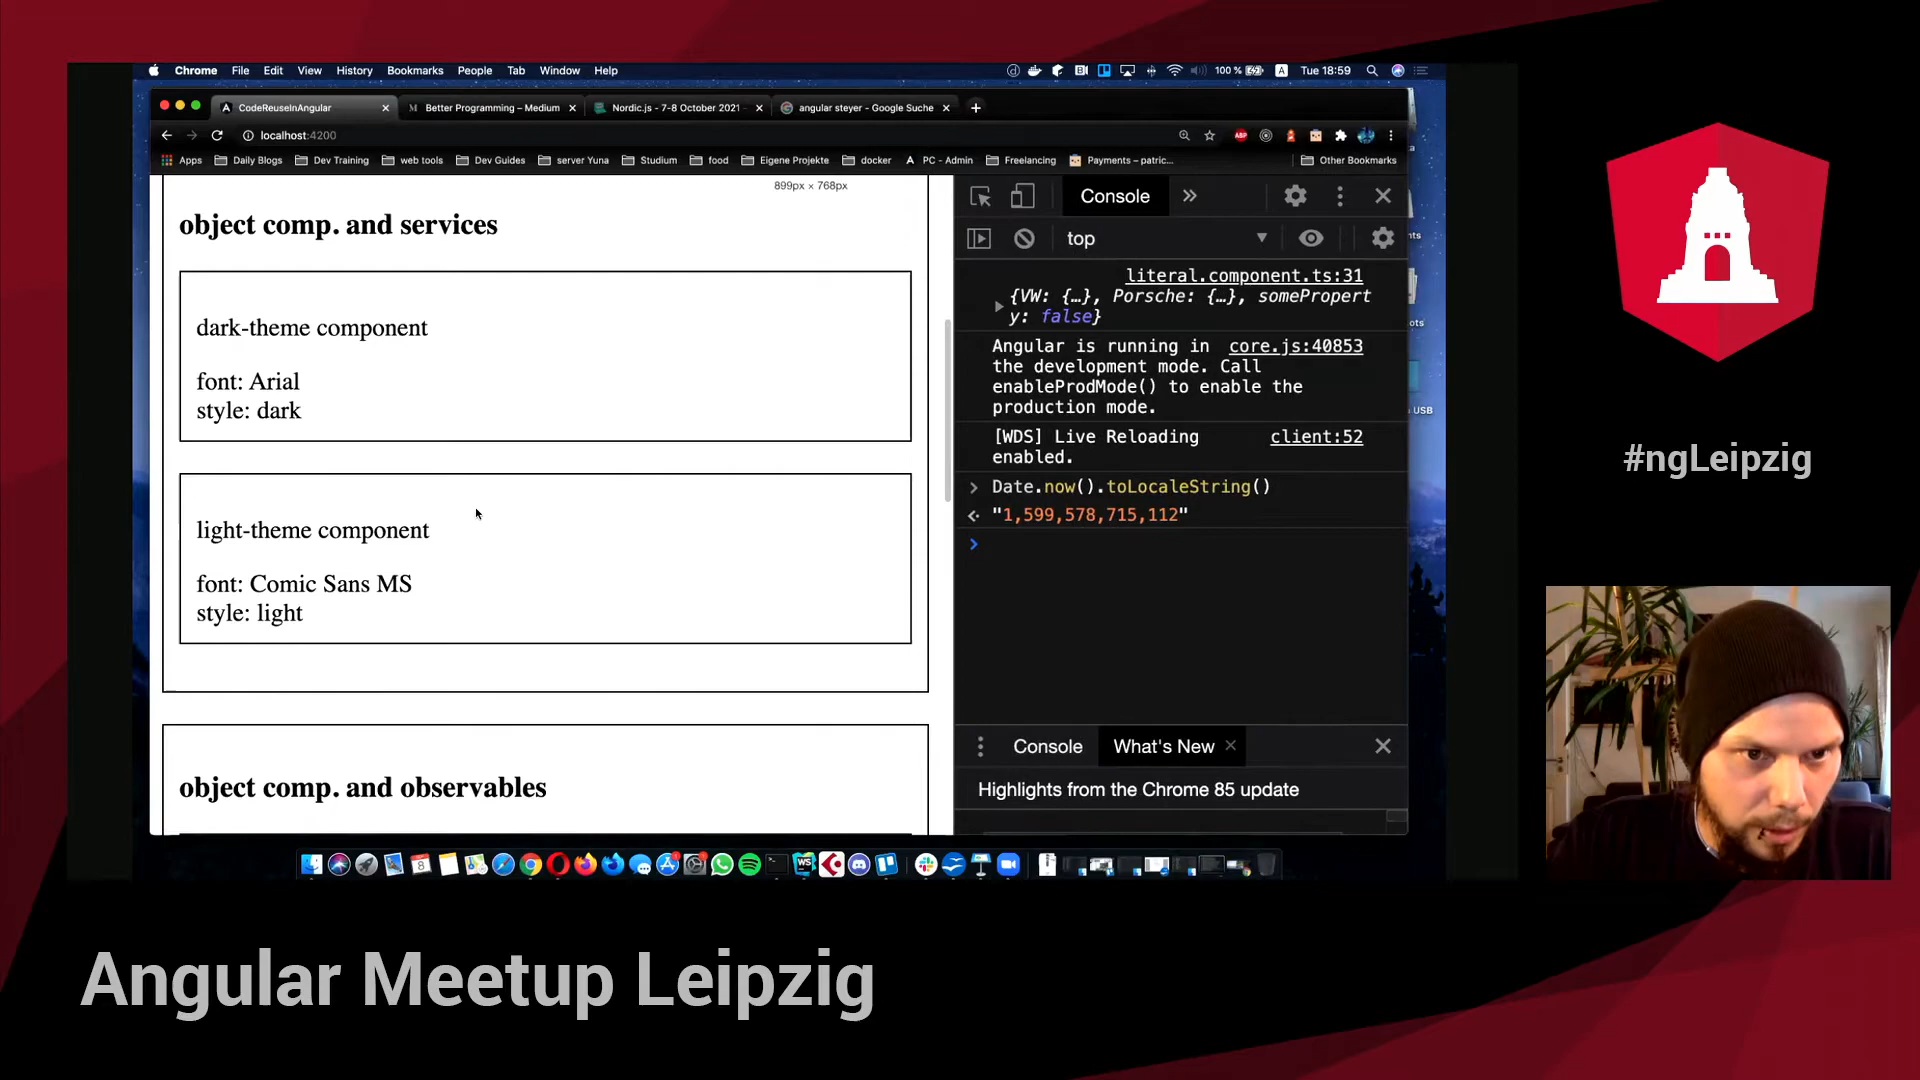 Chrome File Edit View History Bookmarks People Tab Window Help
100 % A Tue 18:59
CodeReuseInAngular
Better Programming – Medium
Nordic.js - 7-8 October 2021
angular steyer - Google Suche
localhost:4200
ABP
Apps Daily Blogs Dev Training web tools Dev Guides server Yuna Studium food Eigene Projekte docker PC - Admin Freelancing Payments – patric... Other Bookmarks
899px × 768px
object comp. and services
dark-theme component
font: Arial
style: dark
light-theme component
font: Comic Sans MS
style: light
object comp. and observables
Console
top
literal.component.ts:31
{VW: {…}, Porsche: {…}, somePropert
y: false}
Angular is running in core.js:40853
the development mode. Call
enableProdMode() to enable the
production mode.
[WDS] Live Reloading client:52
enabled.
Date.now().toLocaleString()
"1,599,578,715,112"
Console What's New
Highlights from the Chrome 85 update
USB
#ngLeipzig
Angular Meetup Leipzig